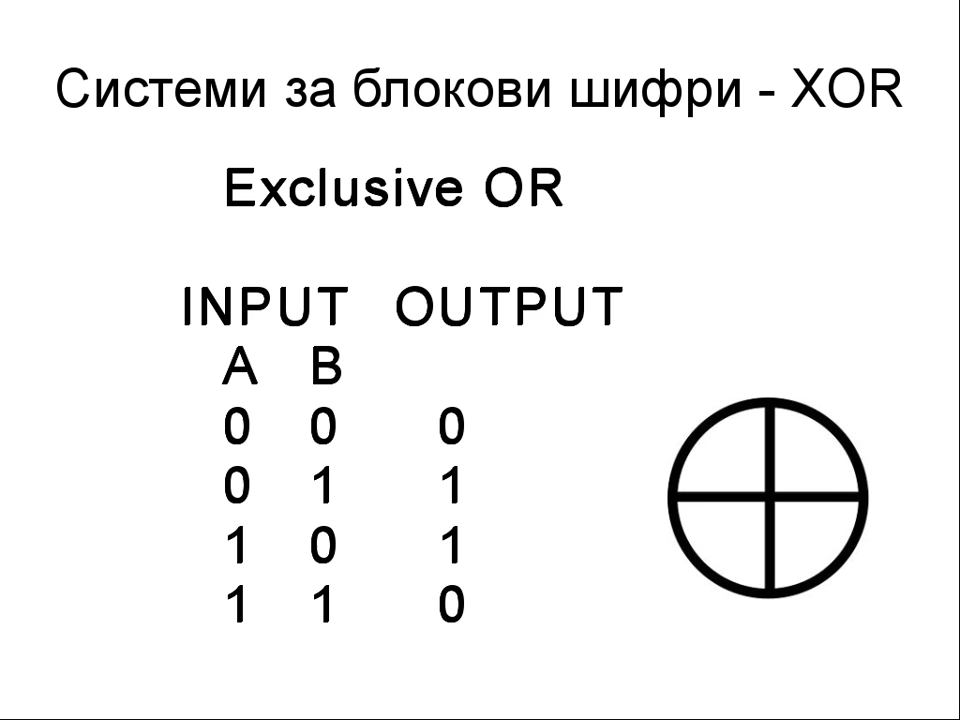 Системи за блокови шифри - XOR
Exclusive OR
INPUT OUTPUT
A B
0 0 0
0 1 1
1 0 1
1 1 0